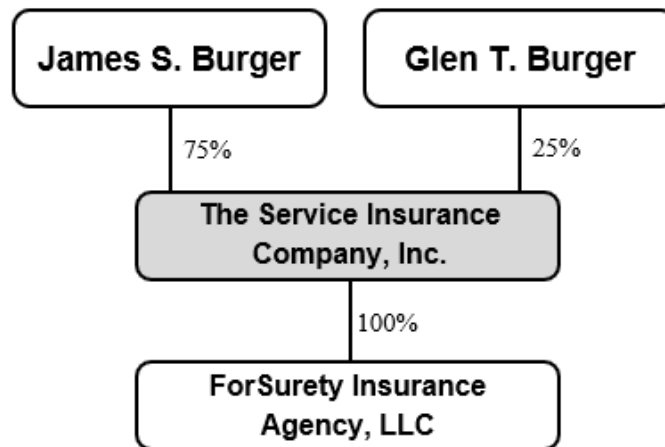 James S. Burger
Glen T. Burger
75%
25%
The Service Insurance
Company, Inc.
100%
ForSurety Insurance
Agency, LLC